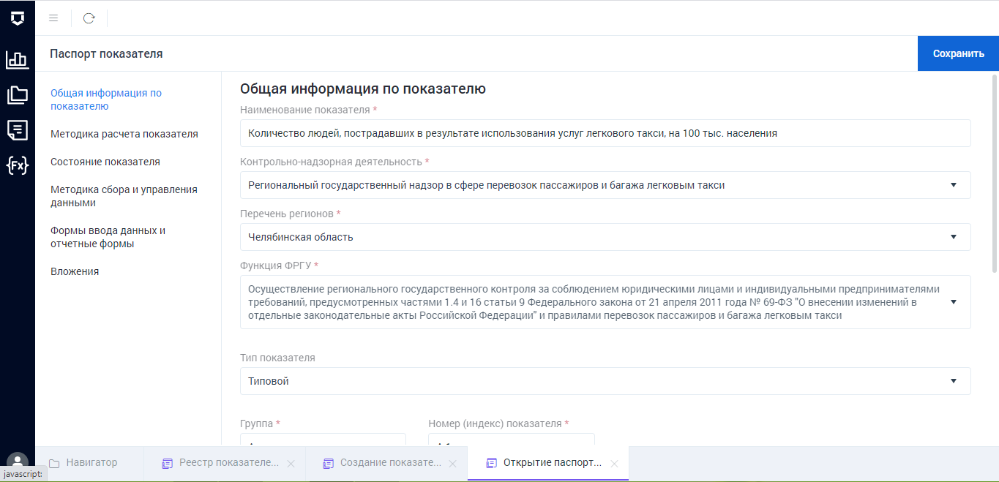 Паспорт показателя
Сохранить
Общая информация по
показателю
Методика расчета показателя
Состояние показателя
Методика сбора и управления
данными
Формы ввода данных и
отчетные формы
Вложения
Общая информация по показателю
Наименование показателя *
Количество людей, пострадавших в результате использования услуг легкового такси, на 100 тыс. населения
Контрольно-надзорная деятельность *
Региональный государственный надзор в сфере перевозок пассажиров и багажа легковым такси
Перечень регионов *
Челябинская область
Функция ФРГУ *
Осуществление регионального государственного контроля за соблюдением юридическими лицами и индивидуальными предпринимателями
требований, предусмотренных частями 1.4 и 16 статьи 9 Федерального закона от 21 апреля 2011 года № 69-ФЗ "О внесении изменений в
отдельные законодательные акты Российской Федерации" и правилами перевозок пассажиров и багажа легковым такси
Тип показателя
Типовой
Группа *
Номер (индекс) показателя *
{Fx}
Навигатор
Реестр показателе...
Создание показате...
Открытие паспорт...
javascript: